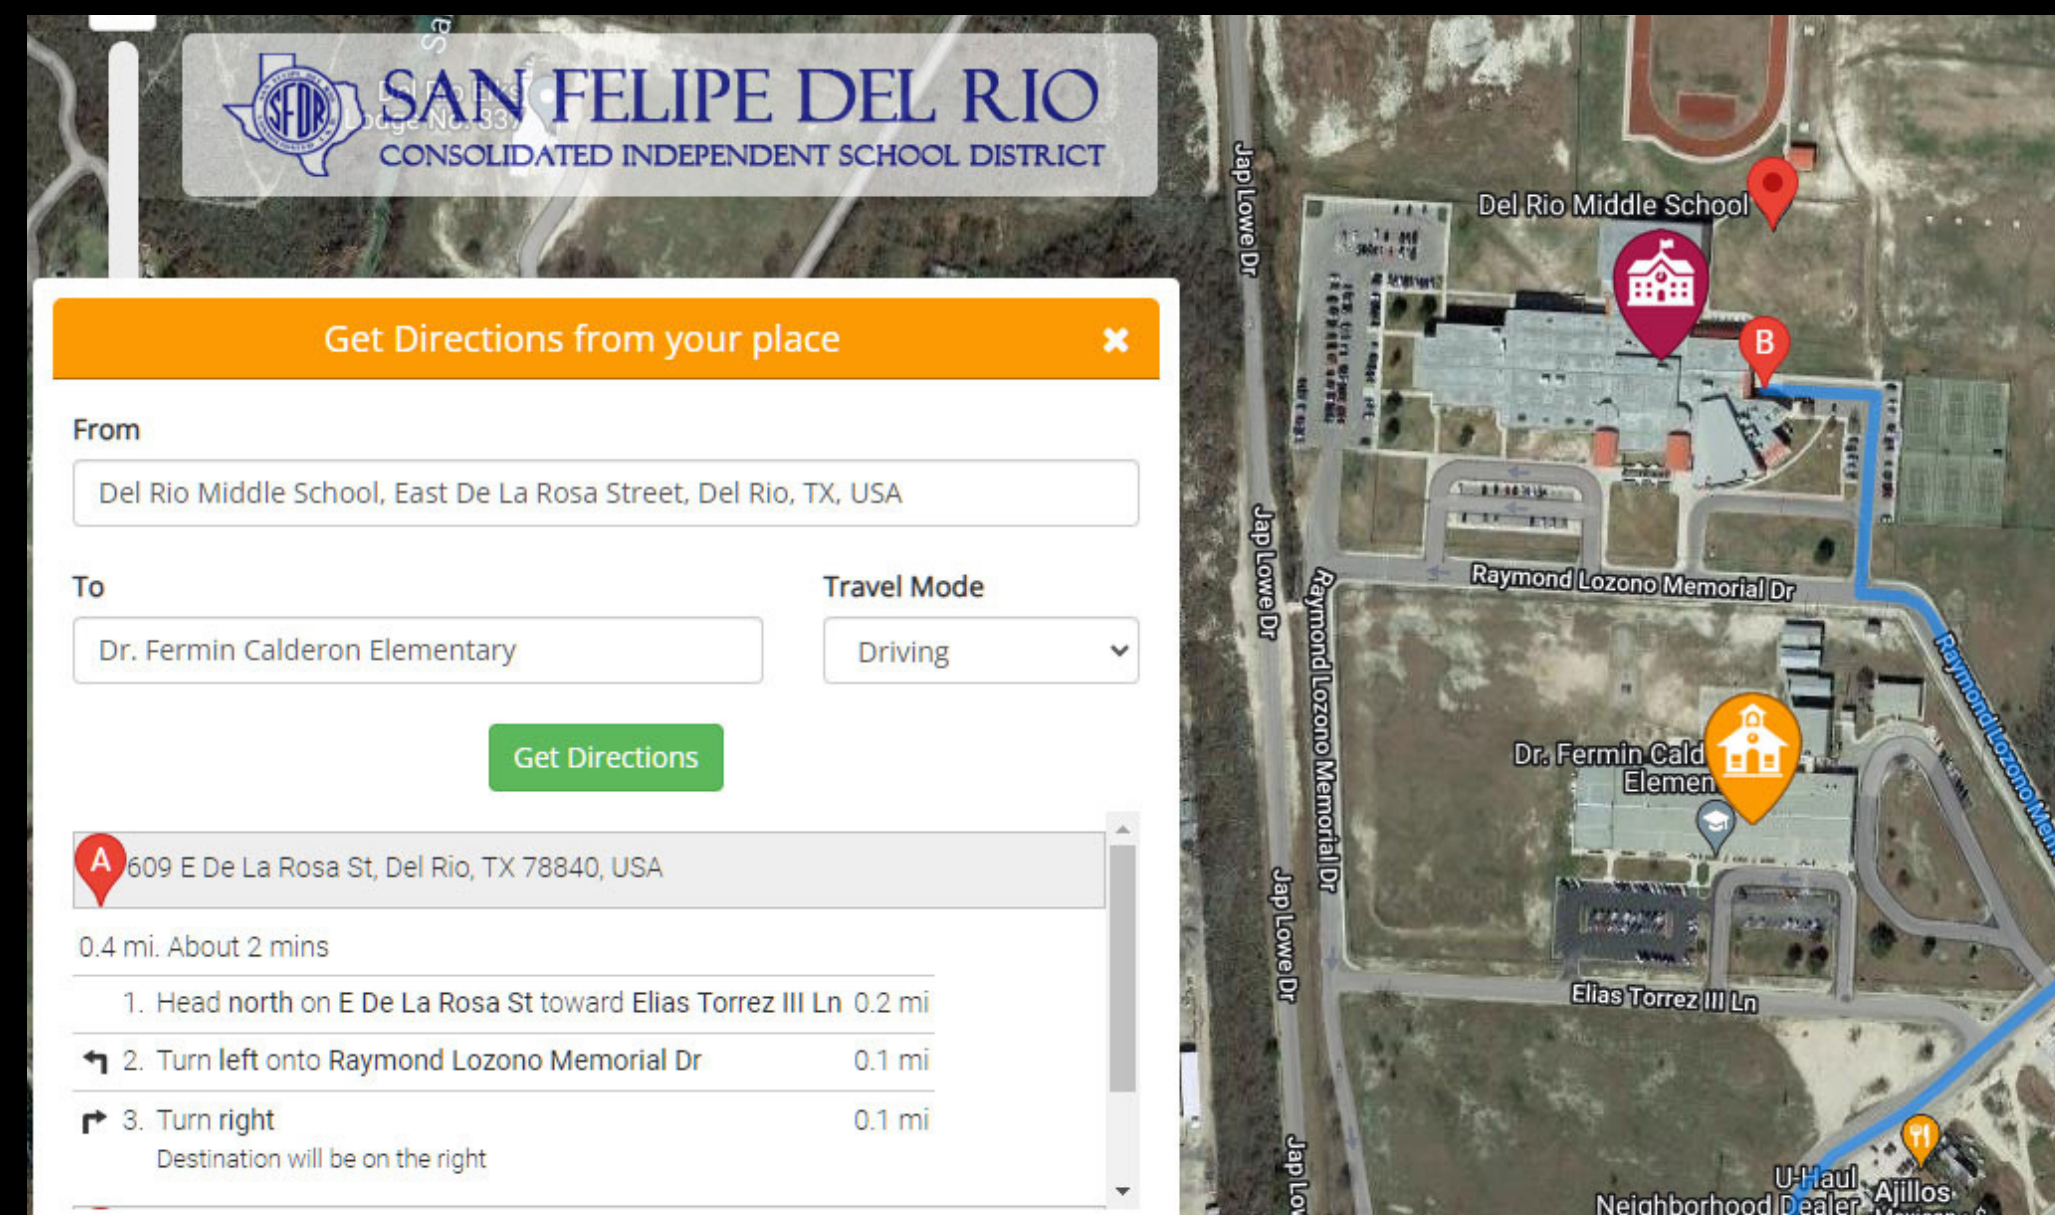 SAN FELIPE DEL RIO
CONSOLIDATED INDEPENDENT SCHOOL DISTRICT
SFDR
Get Directions from your place
From
Del Rio Middle School, East De La Rosa Street, Del Rio, TX, USA
To
Travel Mode
Dr. Fermin Calderon Elementary
Driving
Get Directions
A
609 E De La Rosa St, Del Rio, TX 78840, USA
0.4 mi. About 2 mins
1. Head north on E De La Rosa St toward Elias Torrez III Ln 0.2 mi
2. Turn left onto Raymond Lozono Memorial Dr 0.1 mi
3. Turn right 0.1 mi
Destination will be on the right
Jap Lowe Dr
Del Rio Middle School
B
Jap Lowe Dr
Raymond Lozono Memorial Dr
Raymond Lozono Memorial Dr
Raymond Lozono Mem
Dr. Fermin Cald
Elemen
Jap Lowe Dr
Elias Torrez III Ln
Jap Low
U-Haul
Neighborhood Dealer
Ajillos